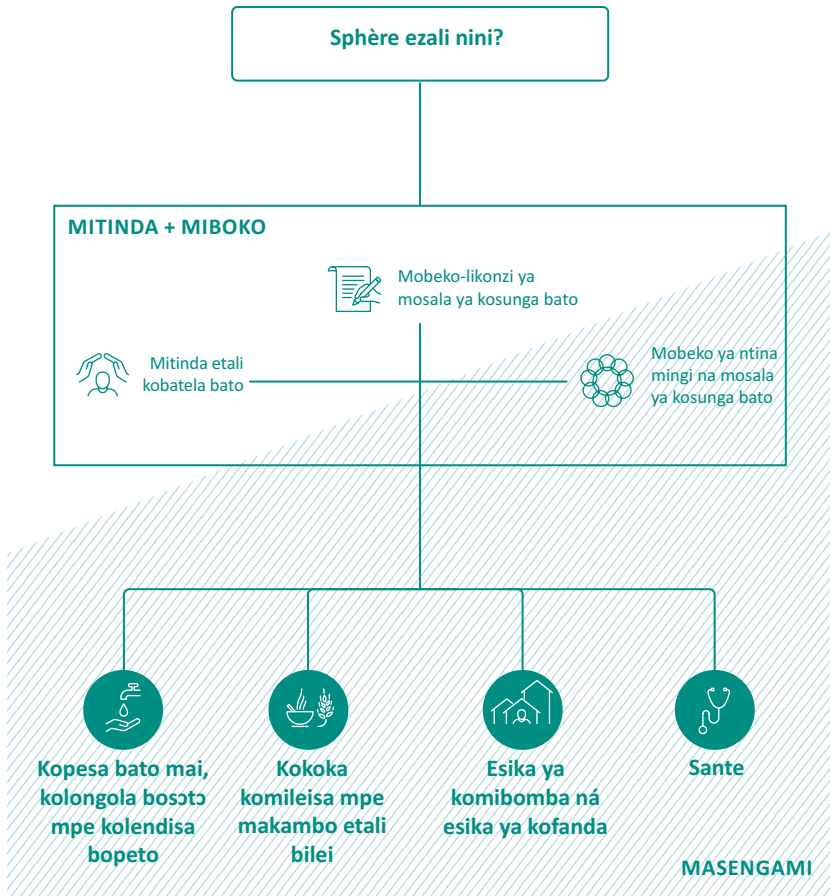 Sphère ezali nini?
MITINDA + MIBOKO
Mobeko-likonzi ya
mosala ya kosunga bato
Mitinda etali
kobatela bato
Mobeko ya ntina
mingi na mosala
ya kosunga bato
Kopesa bato mai,
kolongola bosɔtɔ
mpe kolendisa
bopeto
Kokoka
komileisa mpe
makambo etali
bilei
Esika ya
komibomba ná
esika ya kofanda
Sante
MASENGAMI